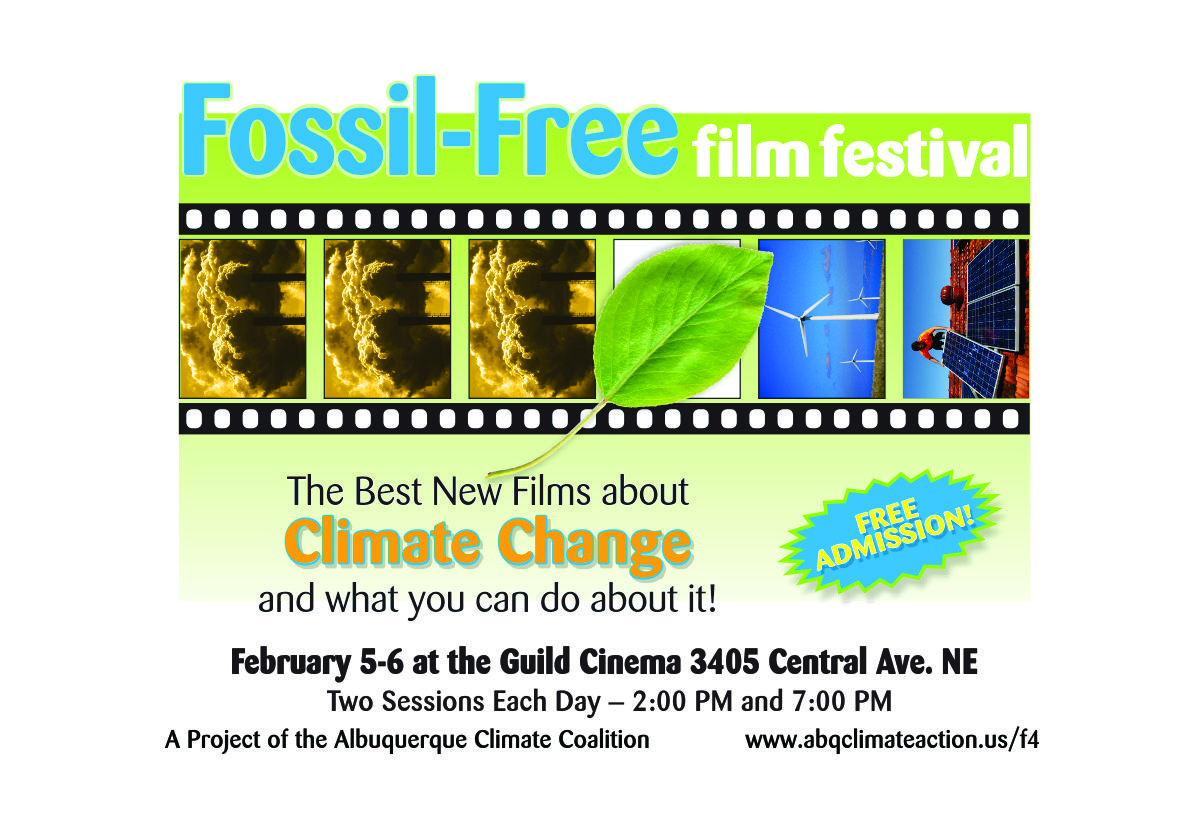 Fossil-Free film festival
The Best New Films about
Climate Change
and what you can do about it!
FREE
ADMISSION!
February 5-6 at the Guild Cinema 3405 Central Ave. NE
Two Sessions Each Day – 2:00 PM and 7:00 PM
A Project of the Albuquerque Climate Coalition www.abqclimateaction.us/f4